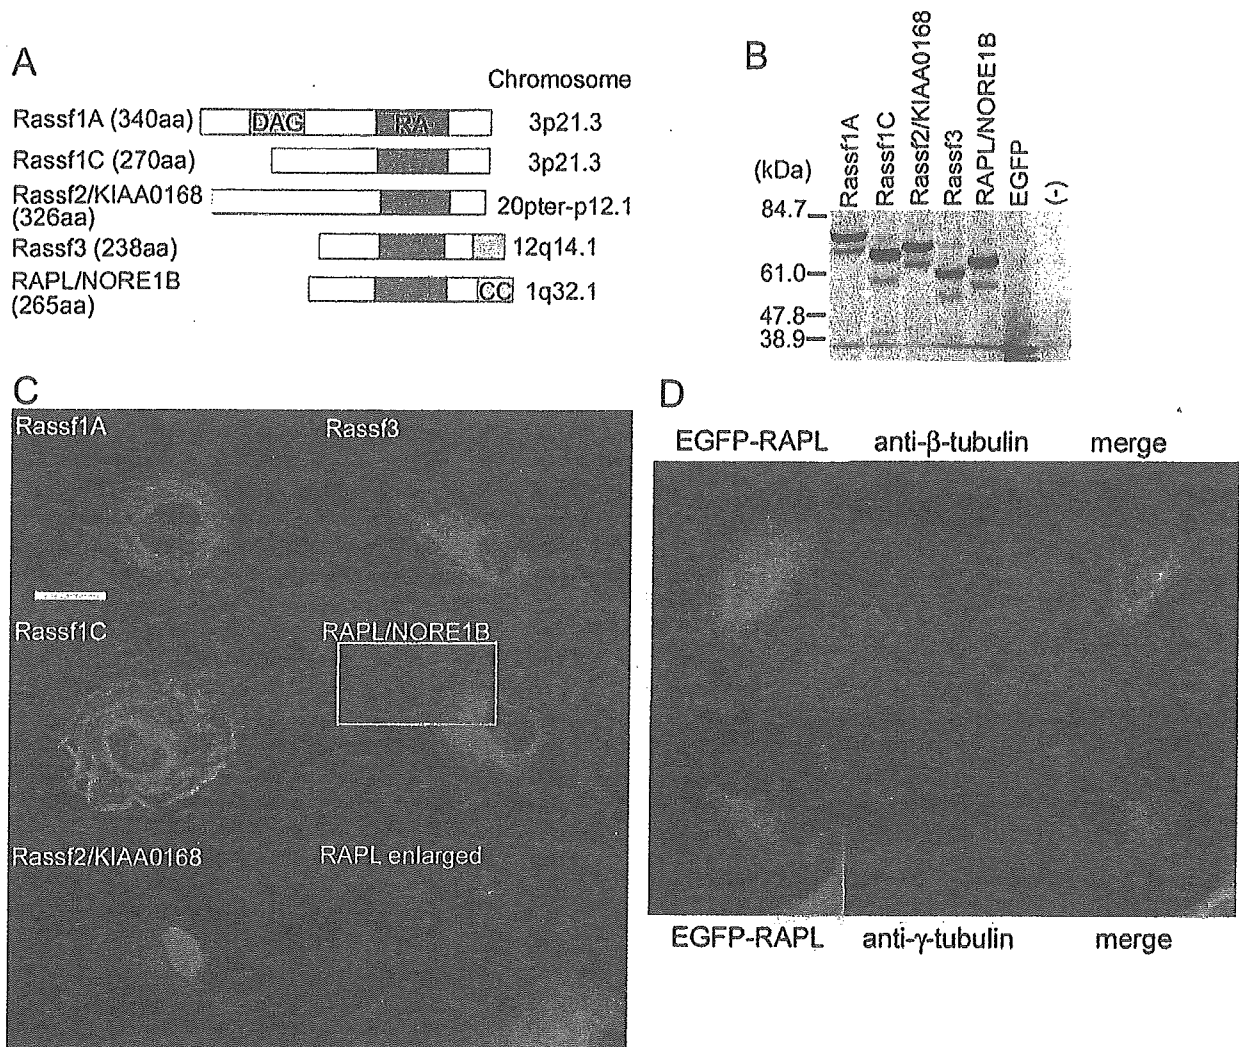 A
Chromosome
Rassf1A (340aa) DAG RA 3p21.3
Rassf1C (270aa) 3p21.3
Rassf2/KIAA0168 (326aa) 20pter-p12.1
Rassf3 (238aa) 12q14.1
RAPL/NORE1B (265aa) CC 1q32.1
B
Rassf1A
Rassf1C
Rassf2/KIAA0168
Rassf3
RAPL/NORE1B
EGFP
(-)
(kDa)
84.7
61.0
47.8
38.9
C
Rassf1A
Rassf3
Rassf1C
RAPL/NORE1B
Rassf2/KIAA0168
RAPL enlarged
D
EGFP-RAPL anti-β-tubulin merge
EGFP-RAPL anti-γ-tubulin merge